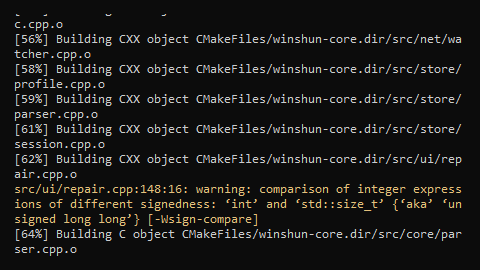 c.cpp.o
[56%] Building CXX object CMakeFiles/winshun-core.dir/src/net/wa
tcher.cpp.o
[58%] Building CXX object CMakeFiles/winshun-core.dir/src/store/
profile.cpp.o
[59%] Building CXX object CMakeFiles/winshun-core.dir/src/store/
parser.cpp.o
[61%] Building CXX object CMakeFiles/winshun-core.dir/src/store/
session.cpp.o
[62%] Building CXX object CMakeFiles/winshun-core.dir/src/ui/rep
air.cpp.o
src/ui/repair.cpp:148:16: warning: comparison of integer express
ions of different signedness: ‘int’ and ‘std::size_t’ {‘aka’ ‘un
signed long long’} [-Wsign-compare]
[64%] Building C object CMakeFiles/winshun-core.dir/src/core/par
ser.cpp.o